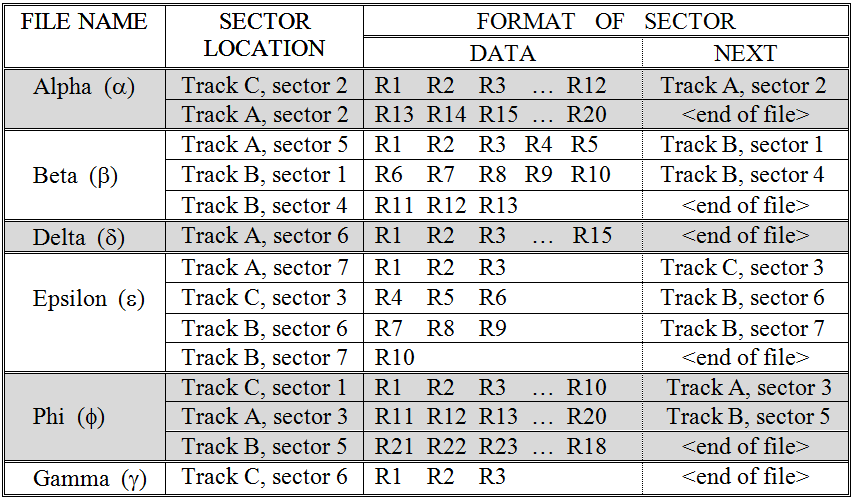 FILE NAME SECTOR LOCATION FORMAT OF SECTOR
DATA NEXT
Alpha (α) Track C, sector 2 R1 R2 R3 … R12 Track A, sector 2
Track A, sector 2 R13 R14 R15 … R20 <end of file>
Beta (β) Track A, sector 5 R1 R2 R3 R4 R5 Track B, sector 1
Track B, sector 1 R6 R7 R8 R9 R10 Track B, sector 4
Track B, sector 4 R11 R12 R13 <end of file>
Delta (δ) Track A, sector 6 R1 R2 R3 … R15 <end of file>
Epsilon (ε) Track A, sector 7 R1 R2 R3 Track C, sector 3
Track C, sector 3 R4 R5 R6 Track B, sector 6
Track B, sector 6 R7 R8 R9 Track B, sector 7
Track B, sector 7 R10 <end of file>
Phi (ϕ) Track C, sector 1 R1 R2 R3 … R10 Track A, sector 3
Track A, sector 3 R11 R12 R13 … R20 Track B, sector 5
Track B, sector 5 R21 R22 R23 … R18 <end of file>
Gamma (γ) Track C, sector 6 R1 R2 R3 <end of file>